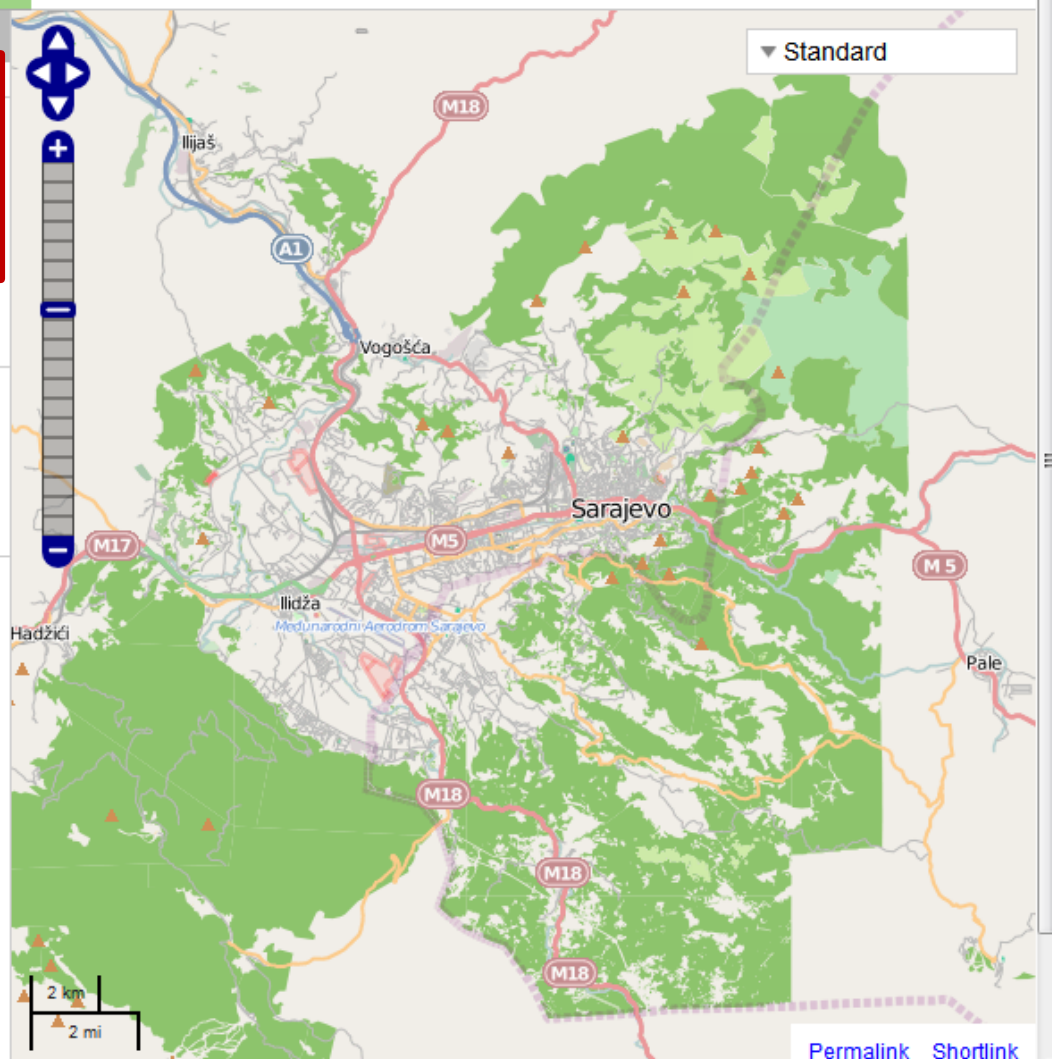 Standard
M18
+
Ilijaš
A1
Vogošća
Sarajevo
M5
M17
M 5
Ilidža
Međunarodni Aerodrom Sarajevo
Hadžići
Pale
M18
M18
M18
2 km
2 mi
Permalink Shortlink